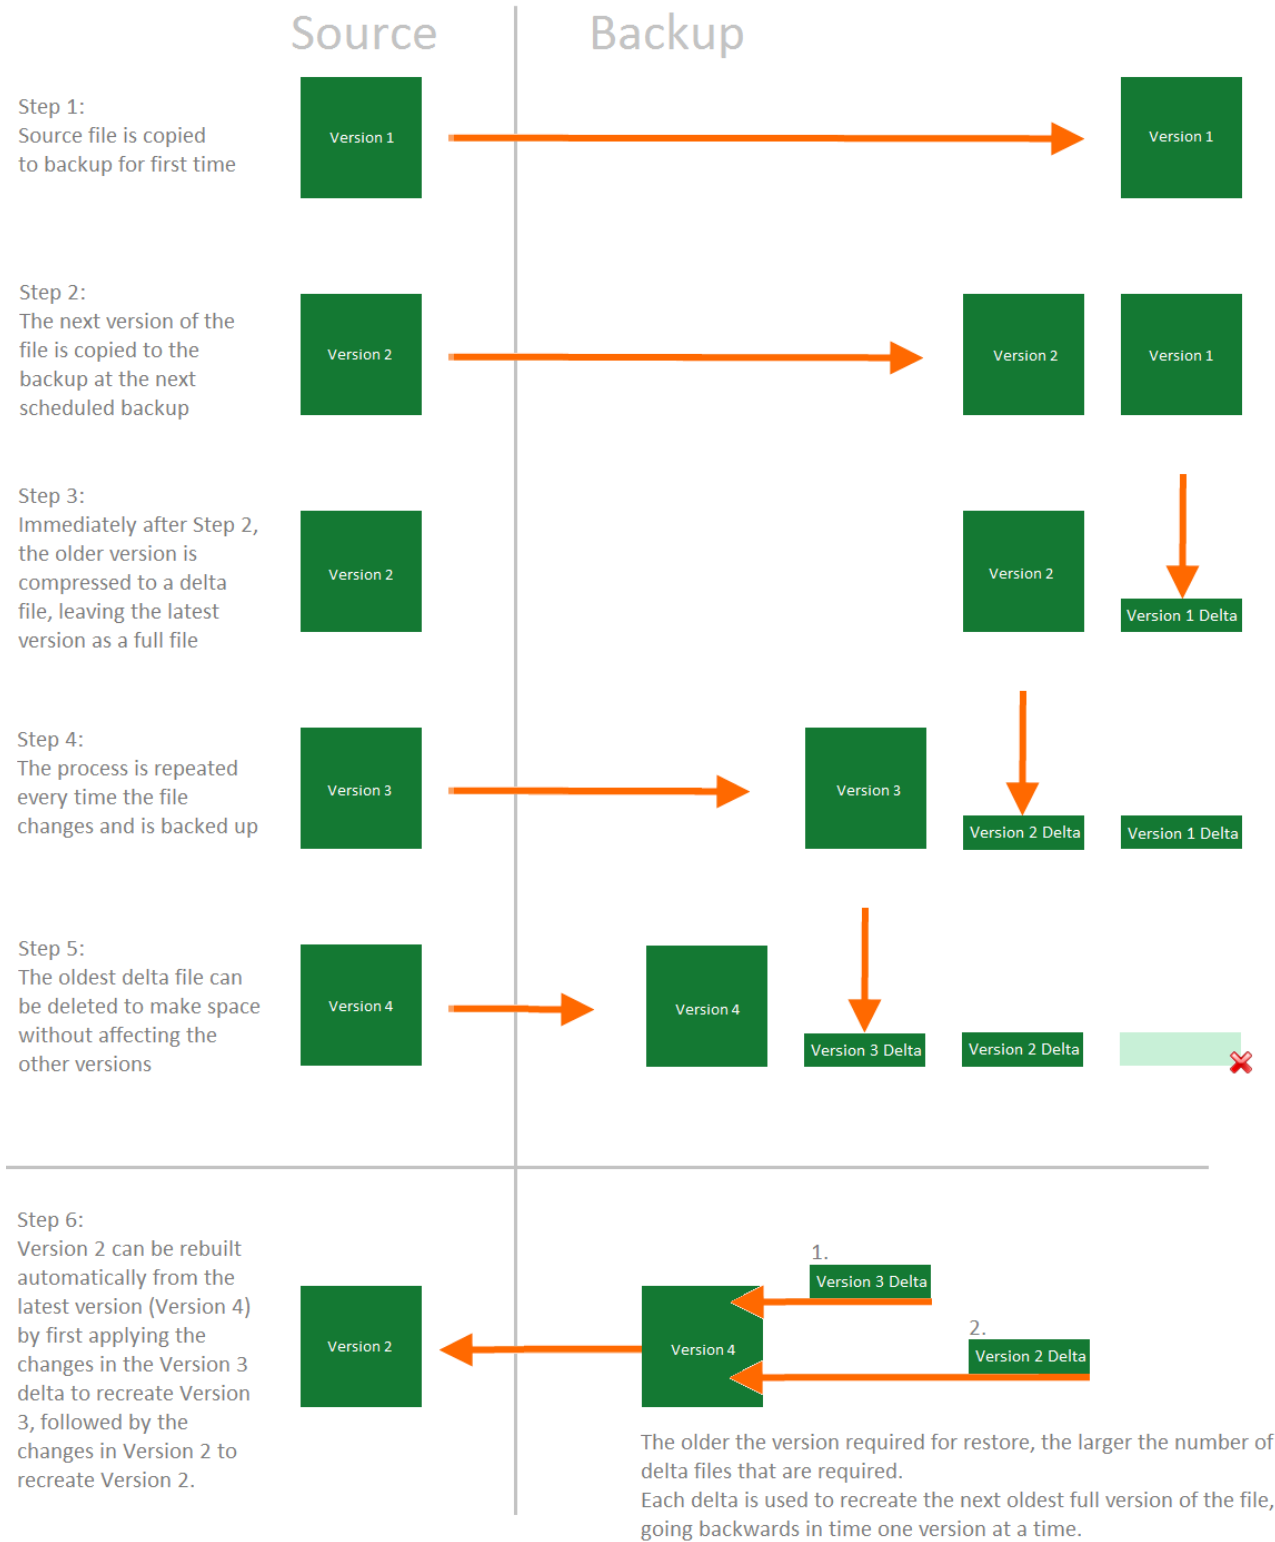 Source
Backup
Step 1:
Source file is copied
to backup for first time
Version 1
Version 1
Step 2:
The next version of the
file is copied to the
backup at the next
scheduled backup
Version 2
Version 2
Version 1
Step 3:
Immediately after Step 2,
the older version is
compressed to a delta
file, leaving the latest
version as a full file
Version 2
Version 2
Version 1 Delta
Step 4:
The process is repeated
every time the file
changes and is backed up
Version 3
Version 3
Version 2 Delta
Version 1 Delta
Step 5:
The oldest delta file can
be deleted to make space
without affecting the
other versions
Version 4
Version 4
Version 3 Delta
Version 2 Delta
Step 6:
Version 2 can be rebuilt
automatically from the
latest version (Version 4)
by first applying the
changes in the Version 3
delta to recreate Version
3, followed by the
changes in Version 2 to
recreate Version 2.
Version 2
Version 4
1.
Version 3 Delta
2.
Version 2 Delta
The older the version required for restore, the larger the number of
delta files that are required.
Each delta is used to recreate the next oldest full version of the file,
going backwards in time one version at a time.